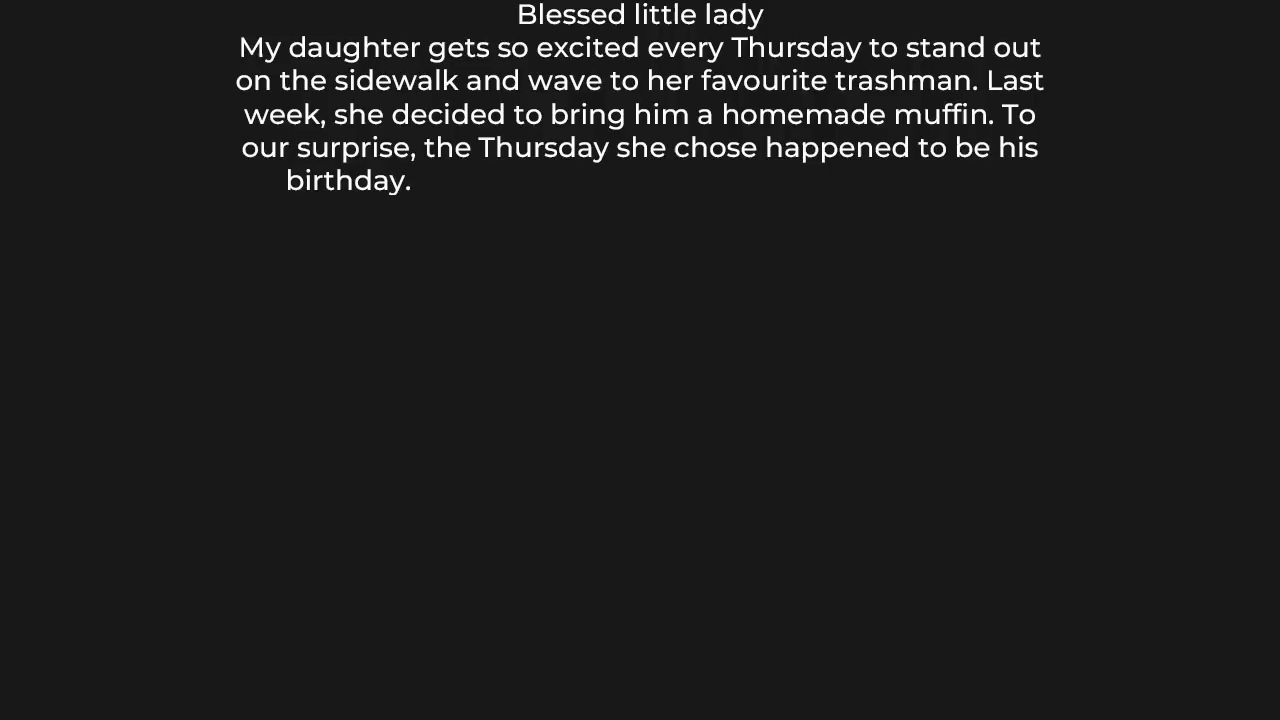 Blessed little lady
My daughter gets so excited every Thursday to stand out
on the sidewalk and wave to her favourite trashman. Last
week, she decided to bring him a homemade muffin. To
our surprise, the Thursday she chose happened to be his
birthday.